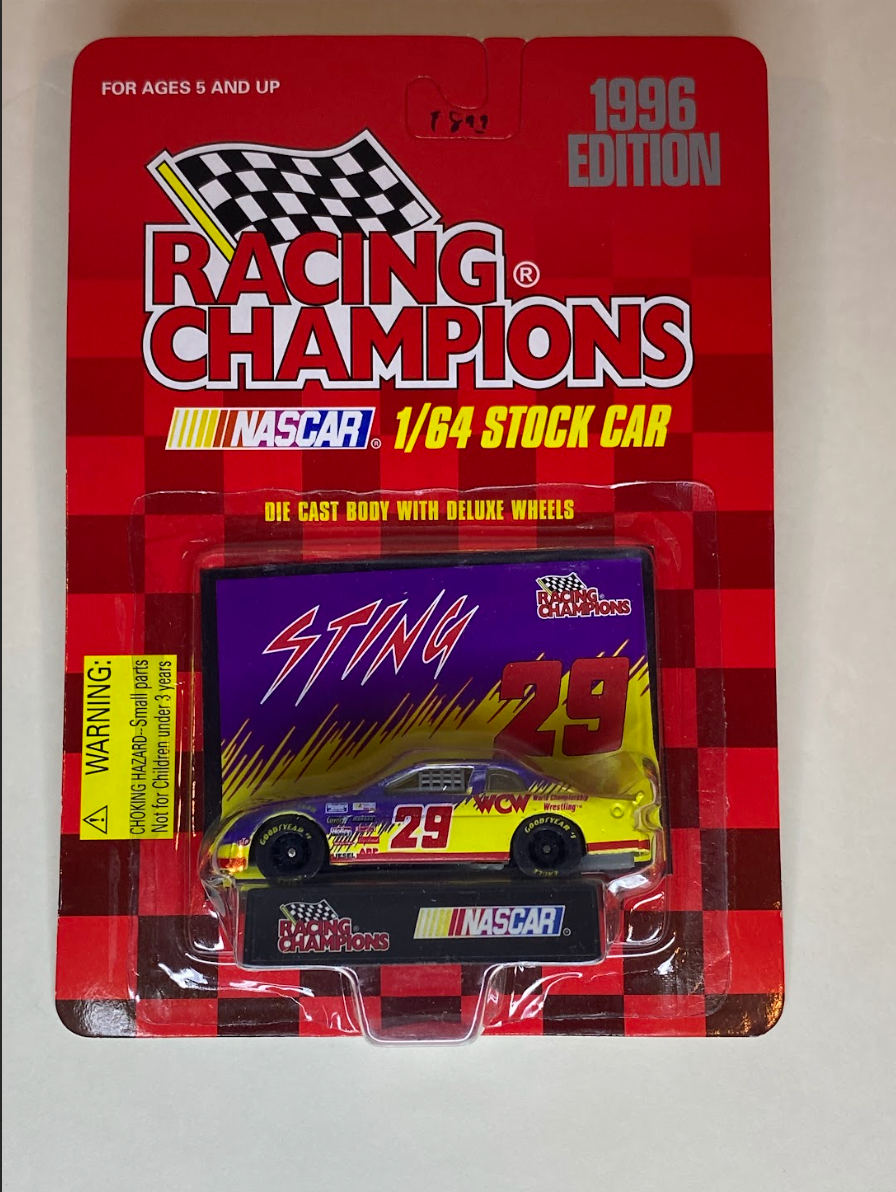 FOR AGES 5 AND UP
1996
EDITION
RACING ®
CHAMPIONS
NASCAR® 1/64 STOCK CAR
DIE CAST BODY WITH DELUXE WHEELS
STING
RACING
CHAMPIONS
29
WARNING:
CHOKING HAZARD--Small parts
Not for Children under 3 years
WCW World Championship
Wrestling™
29
GOODYEAR
GOODYEAR
ARP
RACING
CHAMPIONS®
NASCAR®